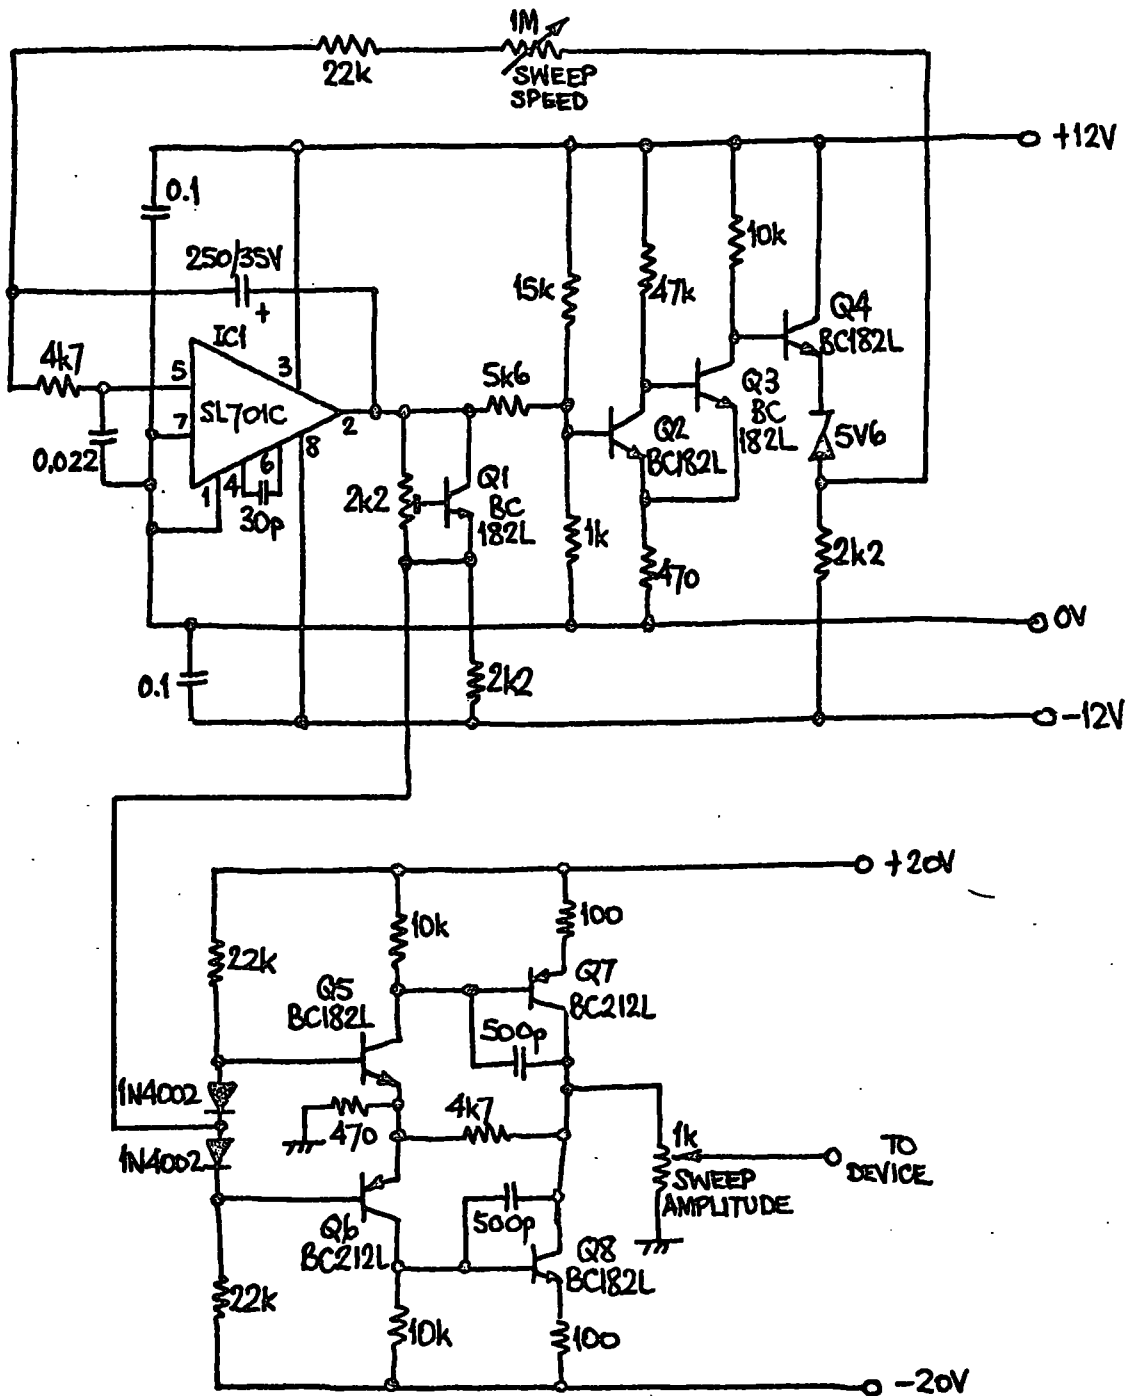 1M
22k
SWEEP
SPEED
+12V
0.1
250/35V
+
15k
47k
10k
Q4
BC182L
IC1
4k7
5
3
SL701C
7
2
5k6
Q3
BC
182L
5V6
Q2
BC182L
0.022
6
8
1
4
30p
2k2
Q1
BC
182L
1k
470
2k2
0V
0.1
2k2
-12V
+20V
10k
100
22k
Q5
BC182L
Q7
BC212L
500p
1N4002
470
4k7
1k
SWEEP
AMPLITUDE
TO
DEVICE
1N4002
500p
Q6
BC212L
Q8
BC182L
22k
10k
100
-20V